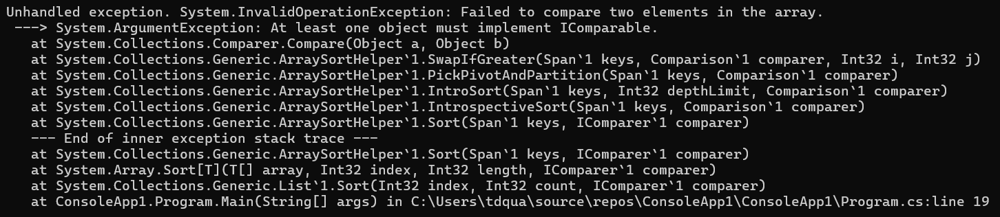 Unhandled exception. System.InvalidOperationException: Failed to compare two elements in the array.
 ---> System.ArgumentException: At least one object must implement IComparable.
   at System.Collections.Comparer.Compare(Object a, Object b)
   at System.Collections.Generic.ArraySortHelper`1.SwapIfGreater(Span`1 keys, Comparison`1 comparer, Int32 i, Int32 j)
   at System.Collections.Generic.ArraySortHelper`1.PickPivotAndPartition(Span`1 keys, Comparison`1 comparer)
   at System.Collections.Generic.ArraySortHelper`1.IntroSort(Span`1 keys, Int32 depthLimit, Comparison`1 comparer)
   at System.Collections.Generic.ArraySortHelper`1.IntrospectiveSort(Span`1 keys, Comparison`1 comparer)
   at System.Collections.Generic.ArraySortHelper`1.Sort(Span`1 keys, IComparer`1 comparer)
   --- End of inner exception stack trace ---
   at System.Collections.Generic.ArraySortHelper`1.Sort(Span`1 keys, IComparer`1 comparer)
   at System.Array.Sort[T](T[] array, Int32 index, Int32 length, IComparer`1 comparer)
   at System.Collections.Generic.List`1.Sort(Int32 index, Int32 count, IComparer`1 comparer)
   at ConsoleApp1.Program.Main(String[] args) in C:\Users\tdqua\source\repos\ConsoleApp1\ConsoleApp1\Program.cs:line 19